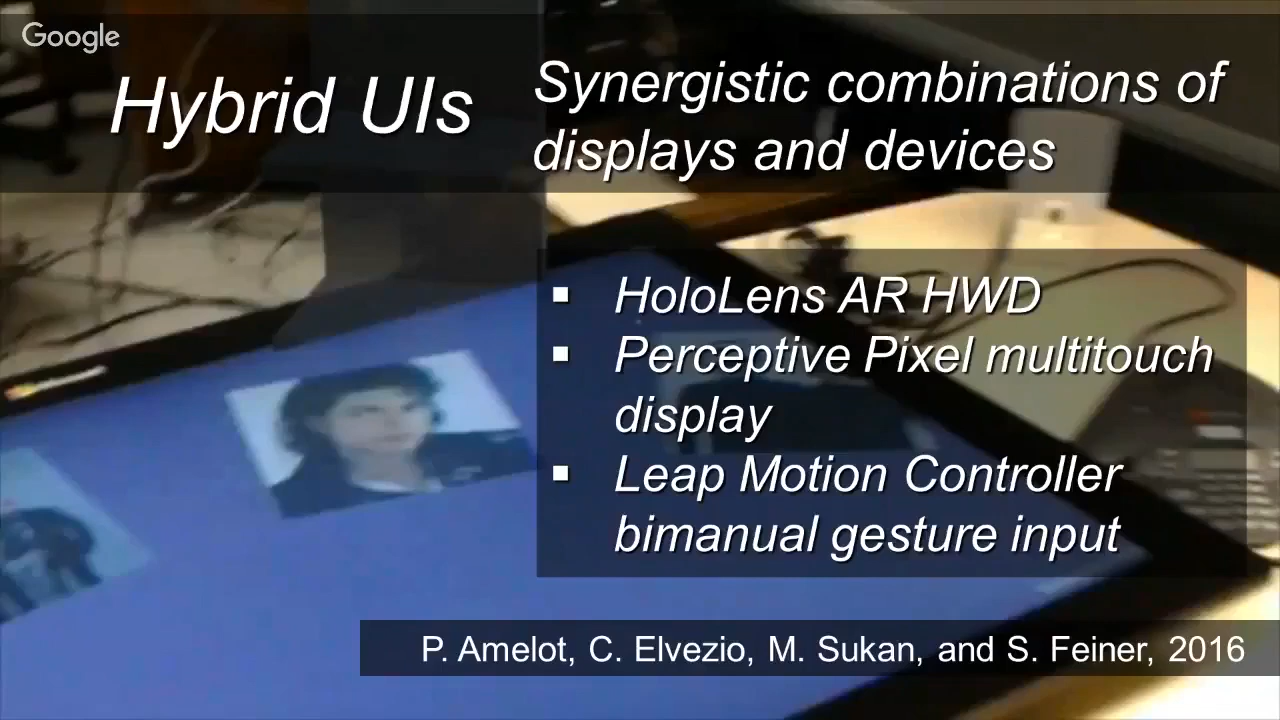 Google
Hybrid UIs
Synergistic combinations of
displays and devices
▪ HoloLens AR HWD
▪ Perceptive Pixel multitouch
display
▪ Leap Motion Controller
bimanual gesture input
P. Amelot, C. Elvezio, M. Sukan, and S. Feiner, 2016